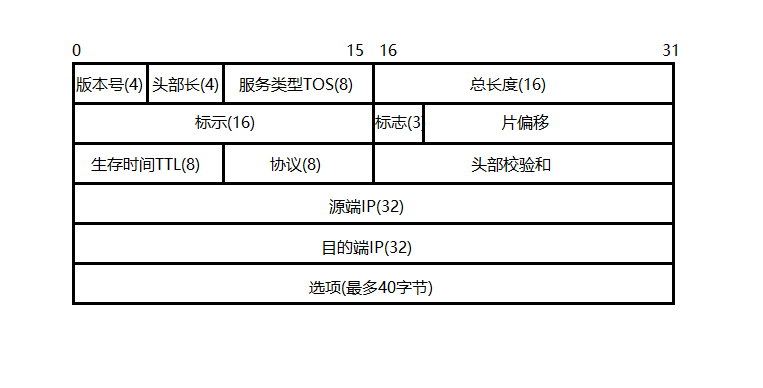 0 15 16 31
版本号(4) 头部长(4) 服务类型TOS(8) 总长度(16)
标示(16) 标志(3 片偏移
生存时间TTL(8) 协议(8) 头部校验和
源端IP(32)
目的端IP(32)
选项(最多40字节)